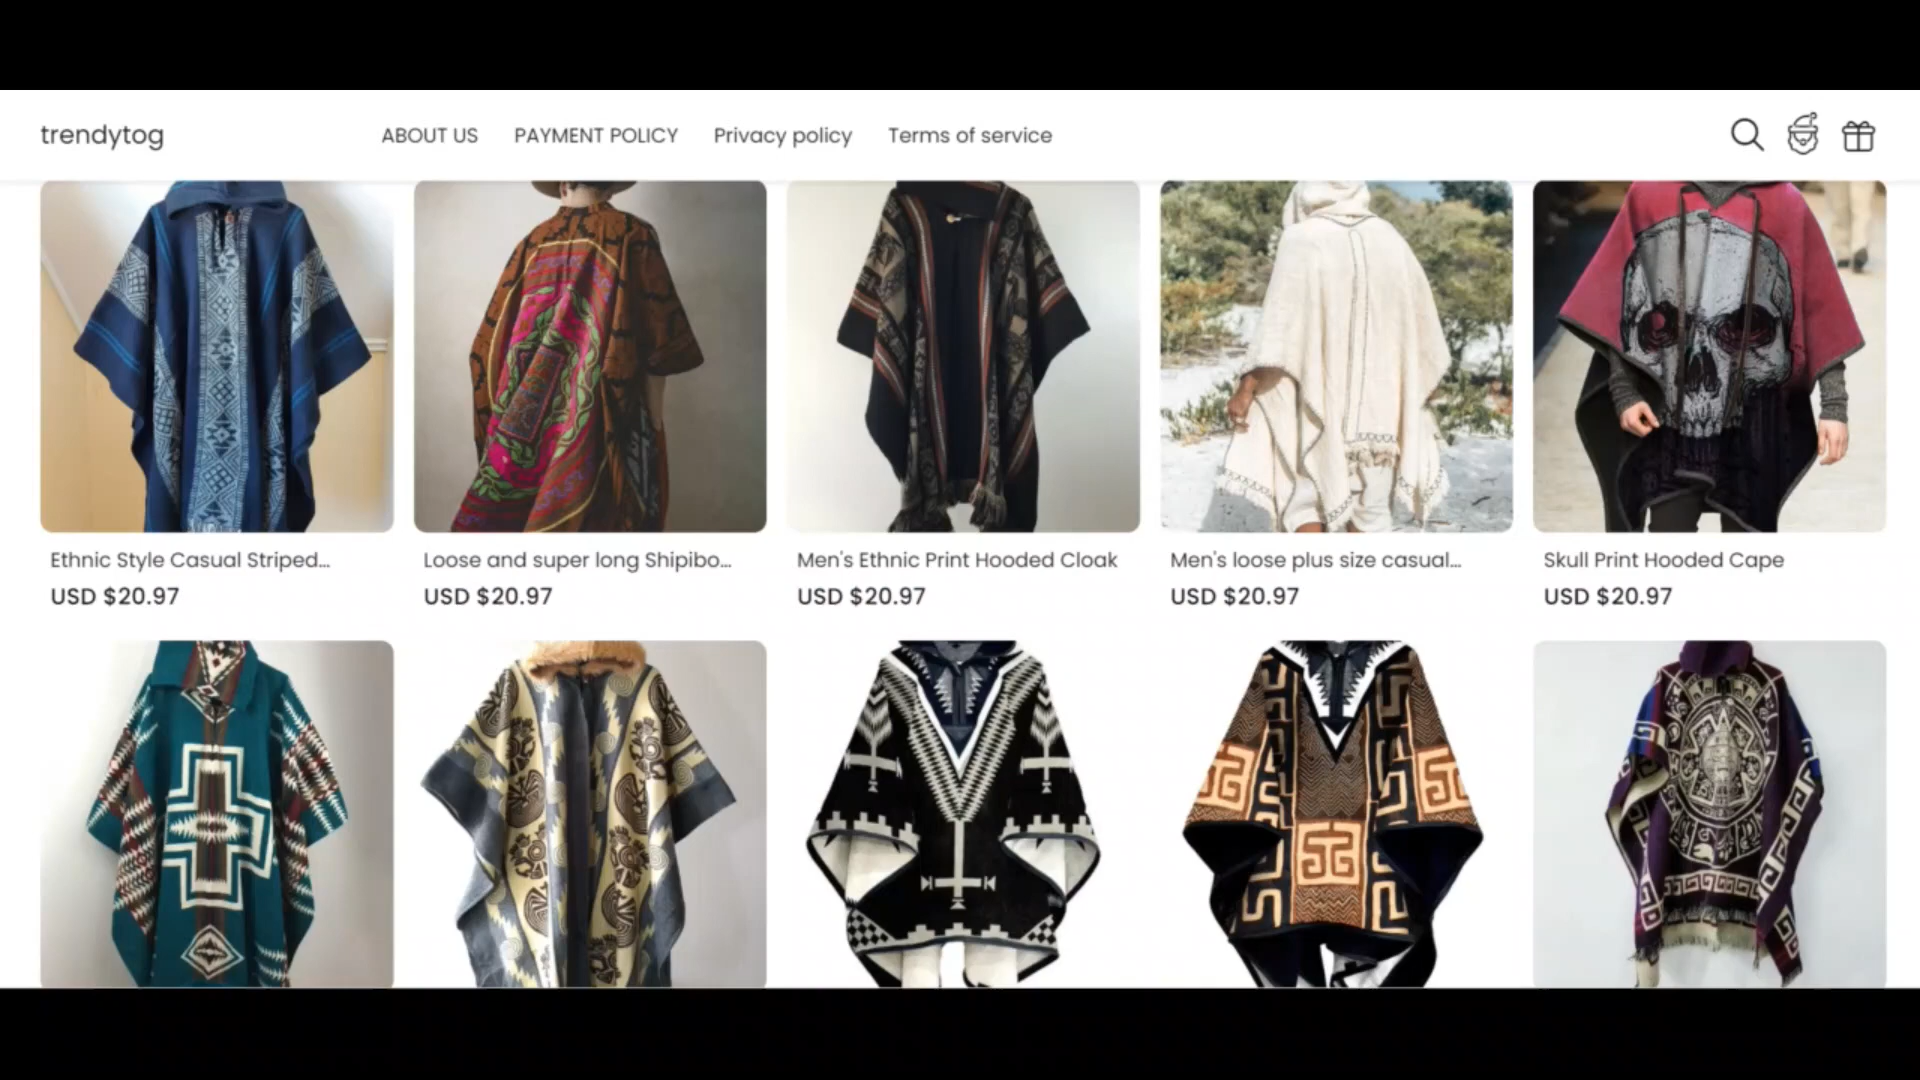 trendytog
ABOUT US
PAYMENT POLICY
Privacy policy
Terms of service
Ethnic Style Casual Striped...
Loose and super long Shipibo...
Men's Ethnic Print Hooded Cloak
Men's loose plus size casual...
Skull Print Hooded Cape
USD $20.97
USD $20.97
USD $20.97
USD $20.97
USD $20.97